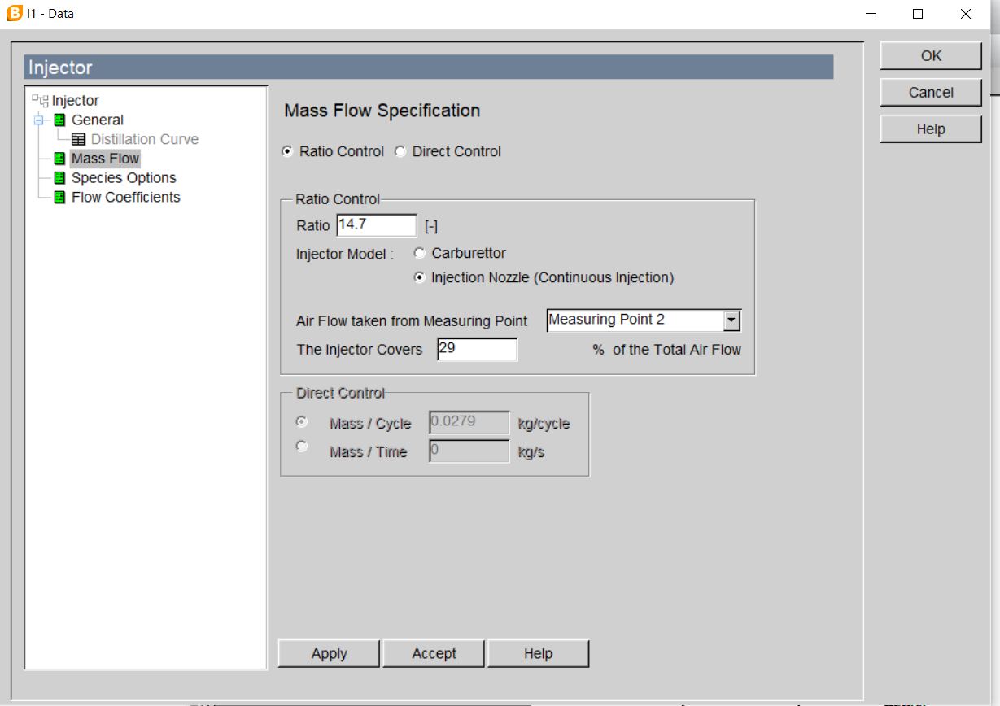 B I1 - Data
Injector
OK
Cancel
Help
Injector
General
Distillation Curve
Mass Flow
Species Options
Flow Coefficients
Mass Flow Specification
Ratio Control Direct Control
Ratio Control
Ratio 14.7 [-]
Injector Model : Carburettor
Injection Nozzle (Continuous Injection)
Air Flow taken from Measuring Point Measuring Point 2
The Injector Covers 29 % of the Total Air Flow
Direct Control
Mass / Cycle 0.0279 kg/cycle
Mass / Time 0 kg/s
Apply Accept Help